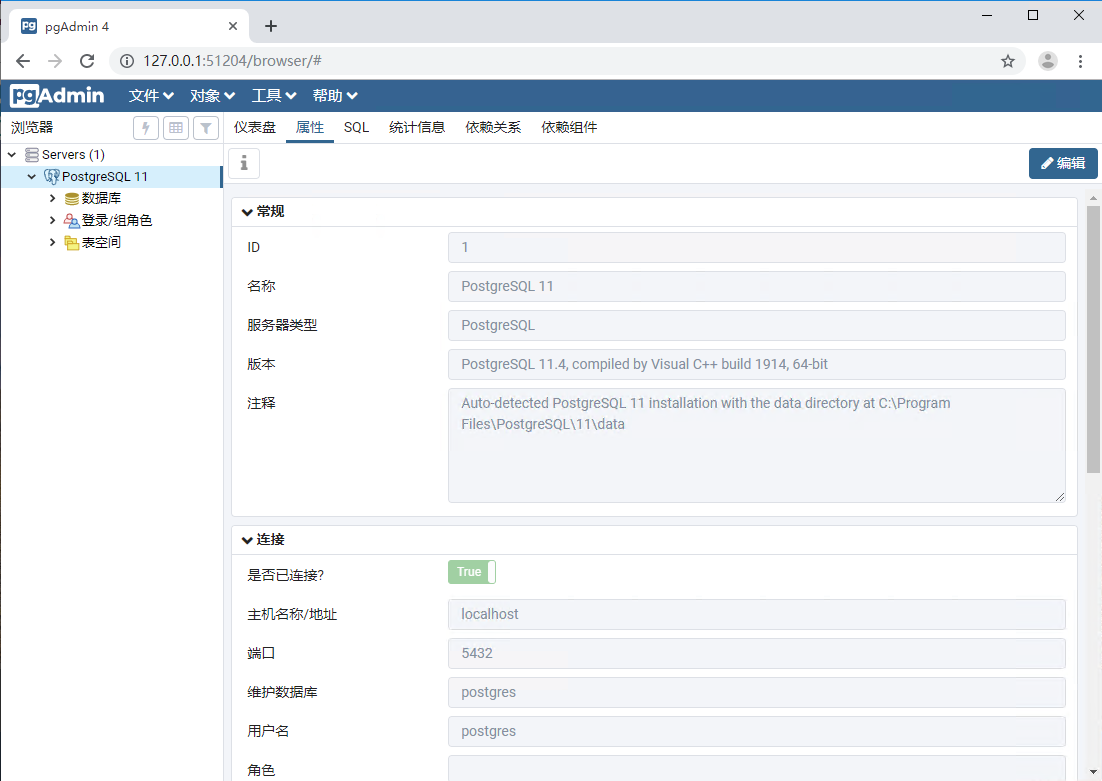 pgAdmin 4
127.0.0.1:51204/browser/#
pgAdmin 文件 对象 工具 帮助
浏览器 仪表盘 属性 SQL 统计信息 依赖关系 依赖组件
Servers (1)
PostgreSQL 11
数据库
登录/组角色
表空间
编辑
常规
ID 1
名称 PostgreSQL 11
服务器类型 PostgreSQL
版本 PostgreSQL 11.4, compiled by Visual C++ build 1914, 64-bit
注释 Auto-detected PostgreSQL 11 installation with the data directory at C:\Program
Files\PostgreSQL\11\data
连接
是否已连接? True
主机名称/地址 localhost
端口 5432
维护数据库 postgres
用户名 postgres
角色